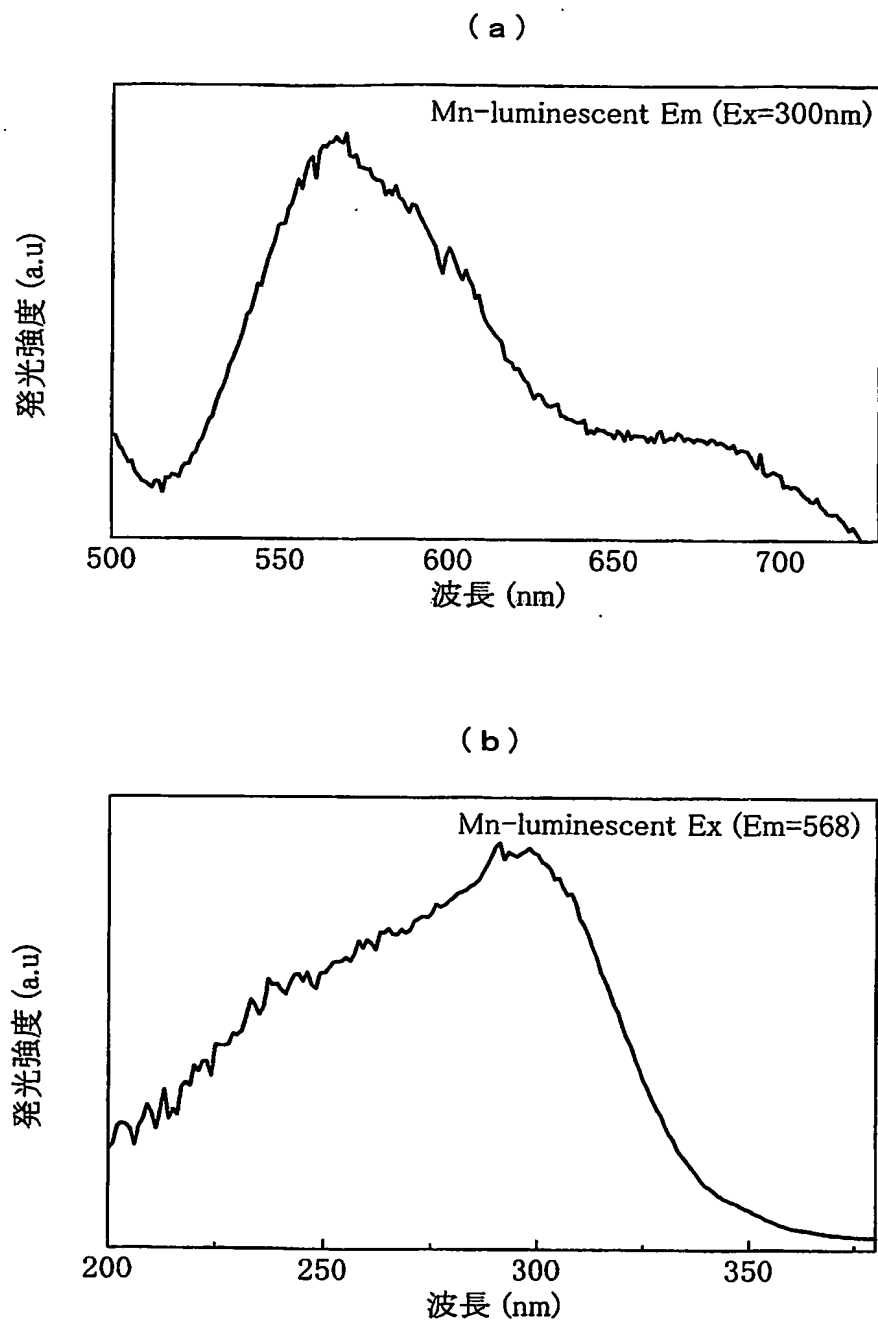 (a)
Mn-luminescent Em (Ex=300nm)
発光強度 (a.u)
500 550 600 650 700
波長 (nm)
(b)
Mn-luminescent Ex (Em=568)
発光強度 (a.u)
200 250 300 350
波長 (nm)